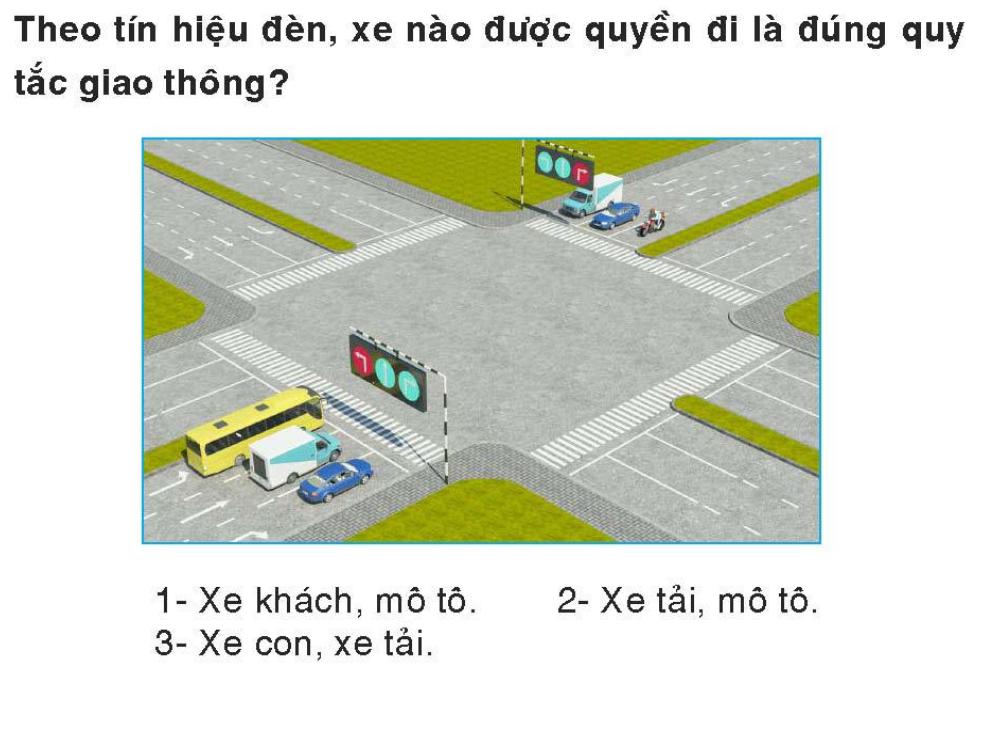 Theo tín hiệu đèn, xe nào được quyền đi là đúng quy
tắc giao thông?
1- Xe khách, mô tô. 2- Xe tải, mô tô.
3- Xe con, xe tải.